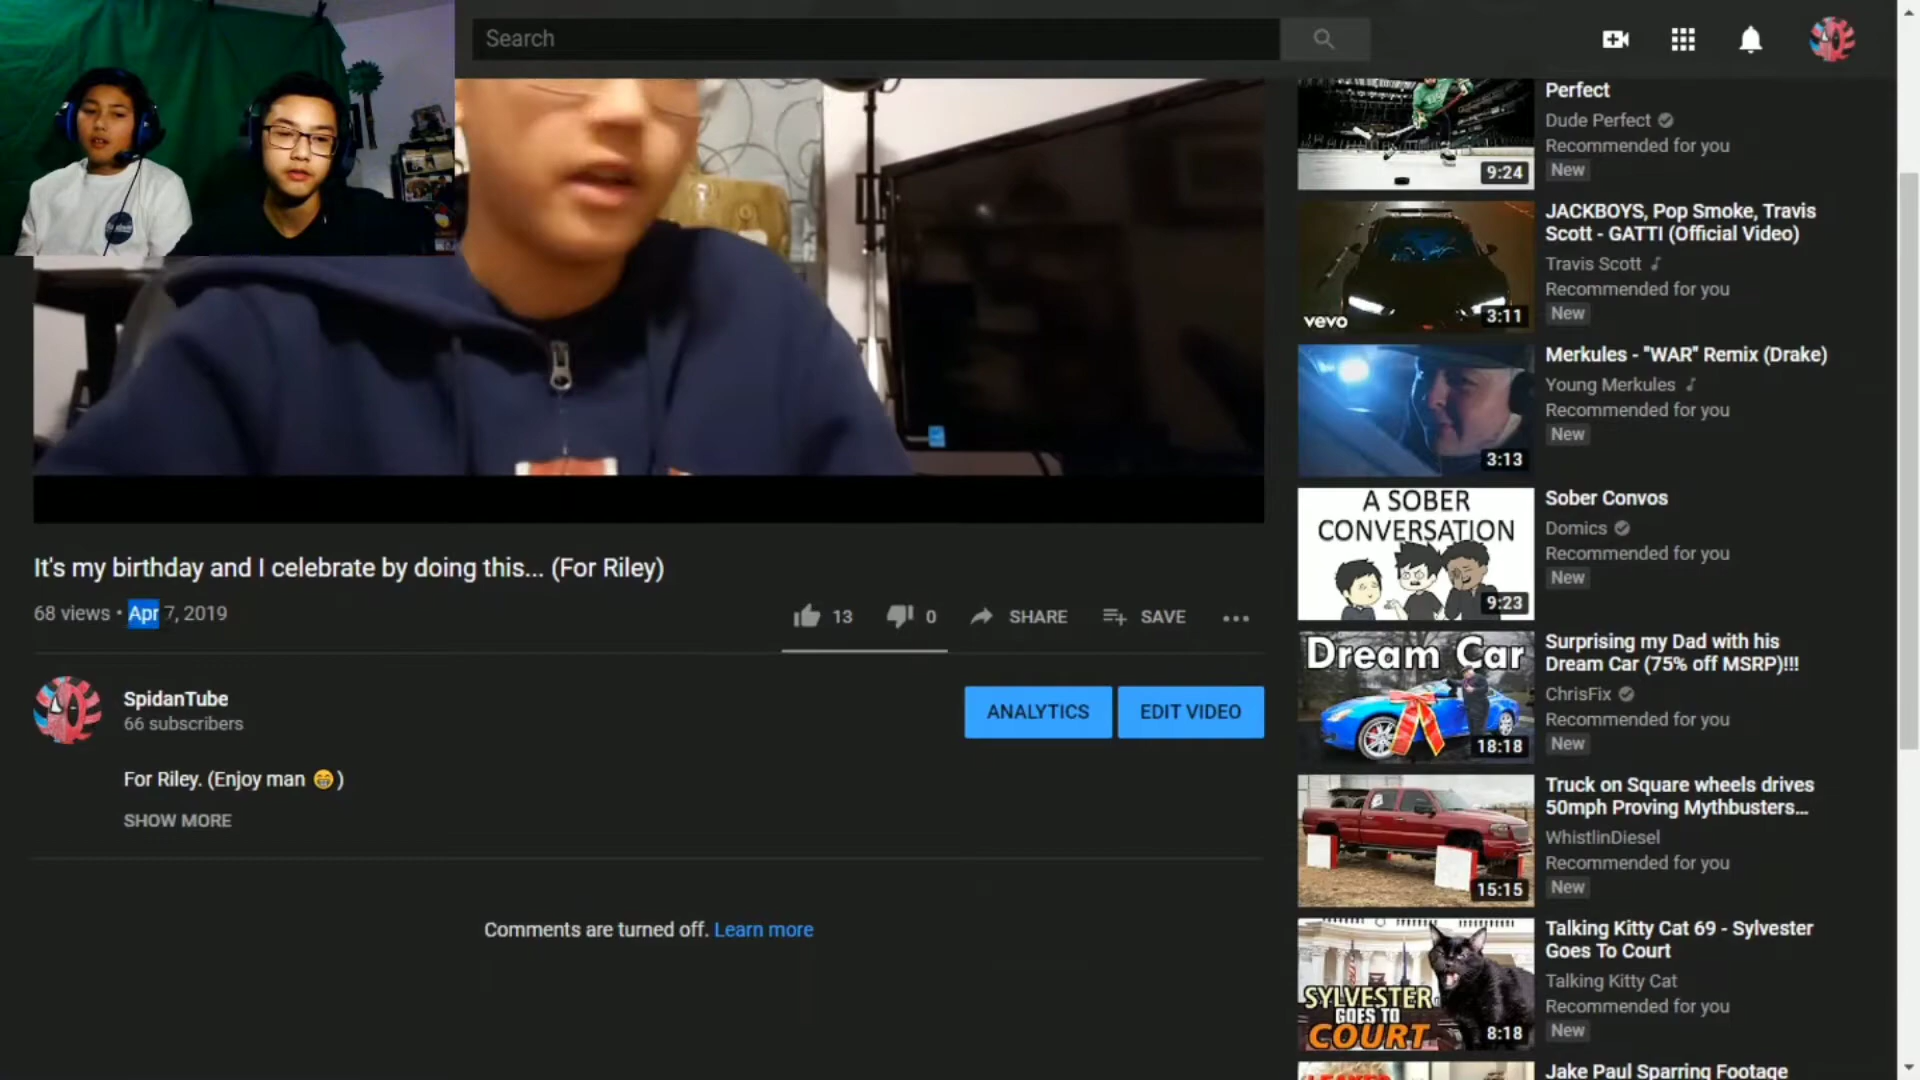 Search
It's my birthday and I celebrate by doing this... (For Riley)
68 views • Apr 7, 2019
13
0
SHARE
SAVE
SpidanTube
66 subscribers
ANALYTICS
EDIT VIDEO
For Riley. (Enjoy man 😁)
SHOW MORE
Comments are turned off. Learn more
Perfect
Dude Perfect
Recommended for you
New
9:24
JACKBOYS, Pop Smoke, Travis
Scott - GATTI (Official Video)
Travis Scott
Recommended for you
New
vevo
3:11
Merkules - "WAR" Remix (Drake)
Young Merkules
Recommended for you
New
3:13
A SOBER
CONVERSATION
9:23
Sober Convos
Domics
Recommended for you
New
Dream Car
18:18
Surprising my Dad with his
Dream Car (75% off MSRP)!!!
ChrisFix
Recommended for you
New
15:15
Truck on Square wheels drives
50mph Proving Mythbusters...
WhistlinDiesel
Recommended for you
New
SYLVESTER
GOES TO
COURT
8:18
Talking Kitty Cat 69 - Sylvester
Goes To Court
Talking Kitty Cat
Recommended for you
New
Jake Paul Sparring Footage